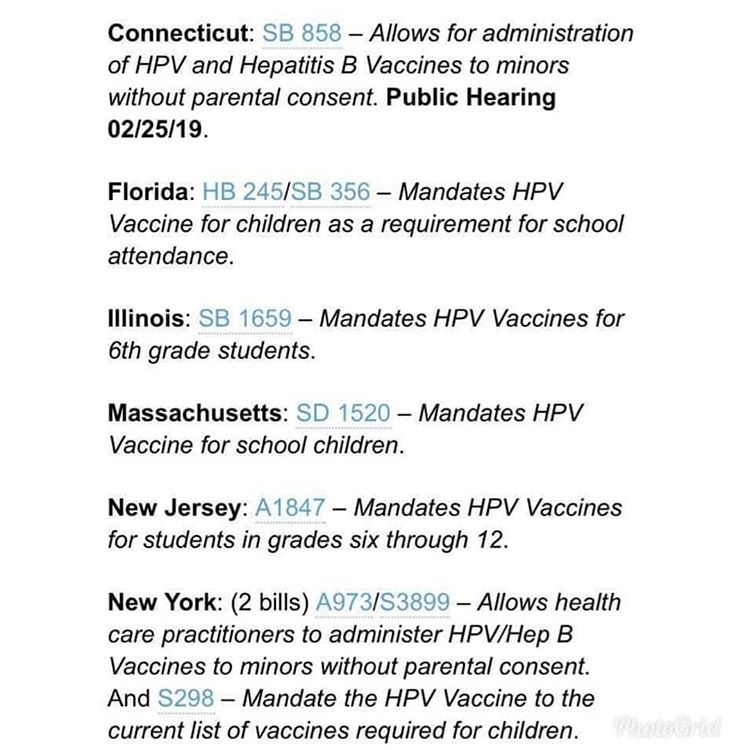 Connecticut: SB 858 – Allows for administration
of HPV and Hepatitis B Vaccines to minors
without parental consent. Public Hearing
02/25/19.
Florida: HB 245/SB 356 – Mandates HPV
Vaccine for children as a requirement for school
attendance.
Illinois: SB 1659 – Mandates HPV Vaccines for
6th grade students.
Massachusetts: SD 1520 – Mandates HPV
Vaccine for school children.
New Jersey: A1847 – Mandates HPV Vaccines
for students in grades six through 12.
New York: (2 bills) A973/S3899 – Allows health
care practitioners to administer HPV/Hep B
Vaccines to minors without parental consent.
And S298 – Mandate the HPV Vaccine to the
current list of vaccines required for children.
PhotoGrid